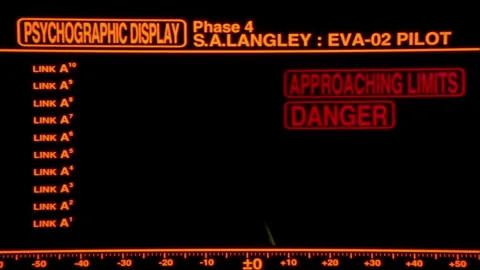 PSYCHOGRAPHIC DISPLAY
Phase 4
S.A.LANGLEY : EVA-02 PILOT
LINK A¹⁰
LINK A⁹
LINK A⁸
LINK A⁷
LINK A⁶
LINK A⁵
LINK A⁴
LINK A³
LINK A²
LINK A¹
APPROACHING LIMITS
DANGER
-50 -40 -30 -20 -10 ±0 +10 +20 +30 +40 +50